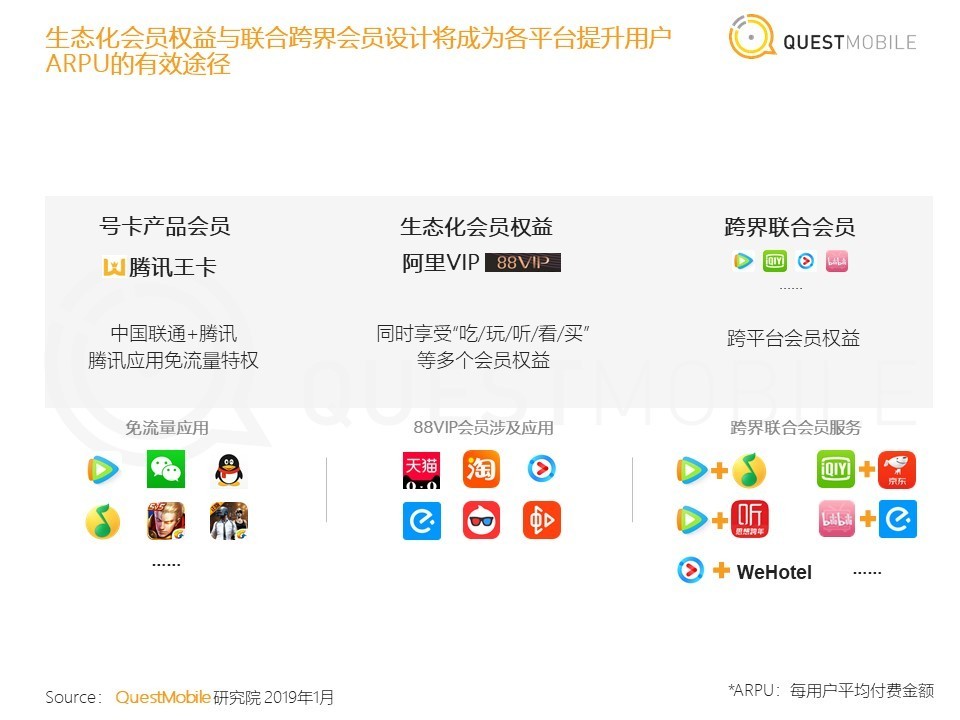 生态化会员权益与联合跨界会员设计将成为各平台提升用户
ARPU的有效途径
QUESTMOBILE
号卡产品会员
腾讯王卡
中国联通+腾讯
腾讯应用免流量特权
生态化会员权益
阿里VIP 88VIP
同时享受“吃/玩/听/看/买”
等多个会员权益
跨界联合会员
QIY bilibili
......
跨平台会员权益
QUESTMOBILE
免流量应用
5V5
......
88VIP会员涉及应用
天猫 淘
跨界联合会员服务
+ iQIYI + 京东
+ 听 思想跨年 bilibili +
+ WeHotel ......
Source： QuestMobile研究院 2019年1月
*ARPU：每用户平均付费金额